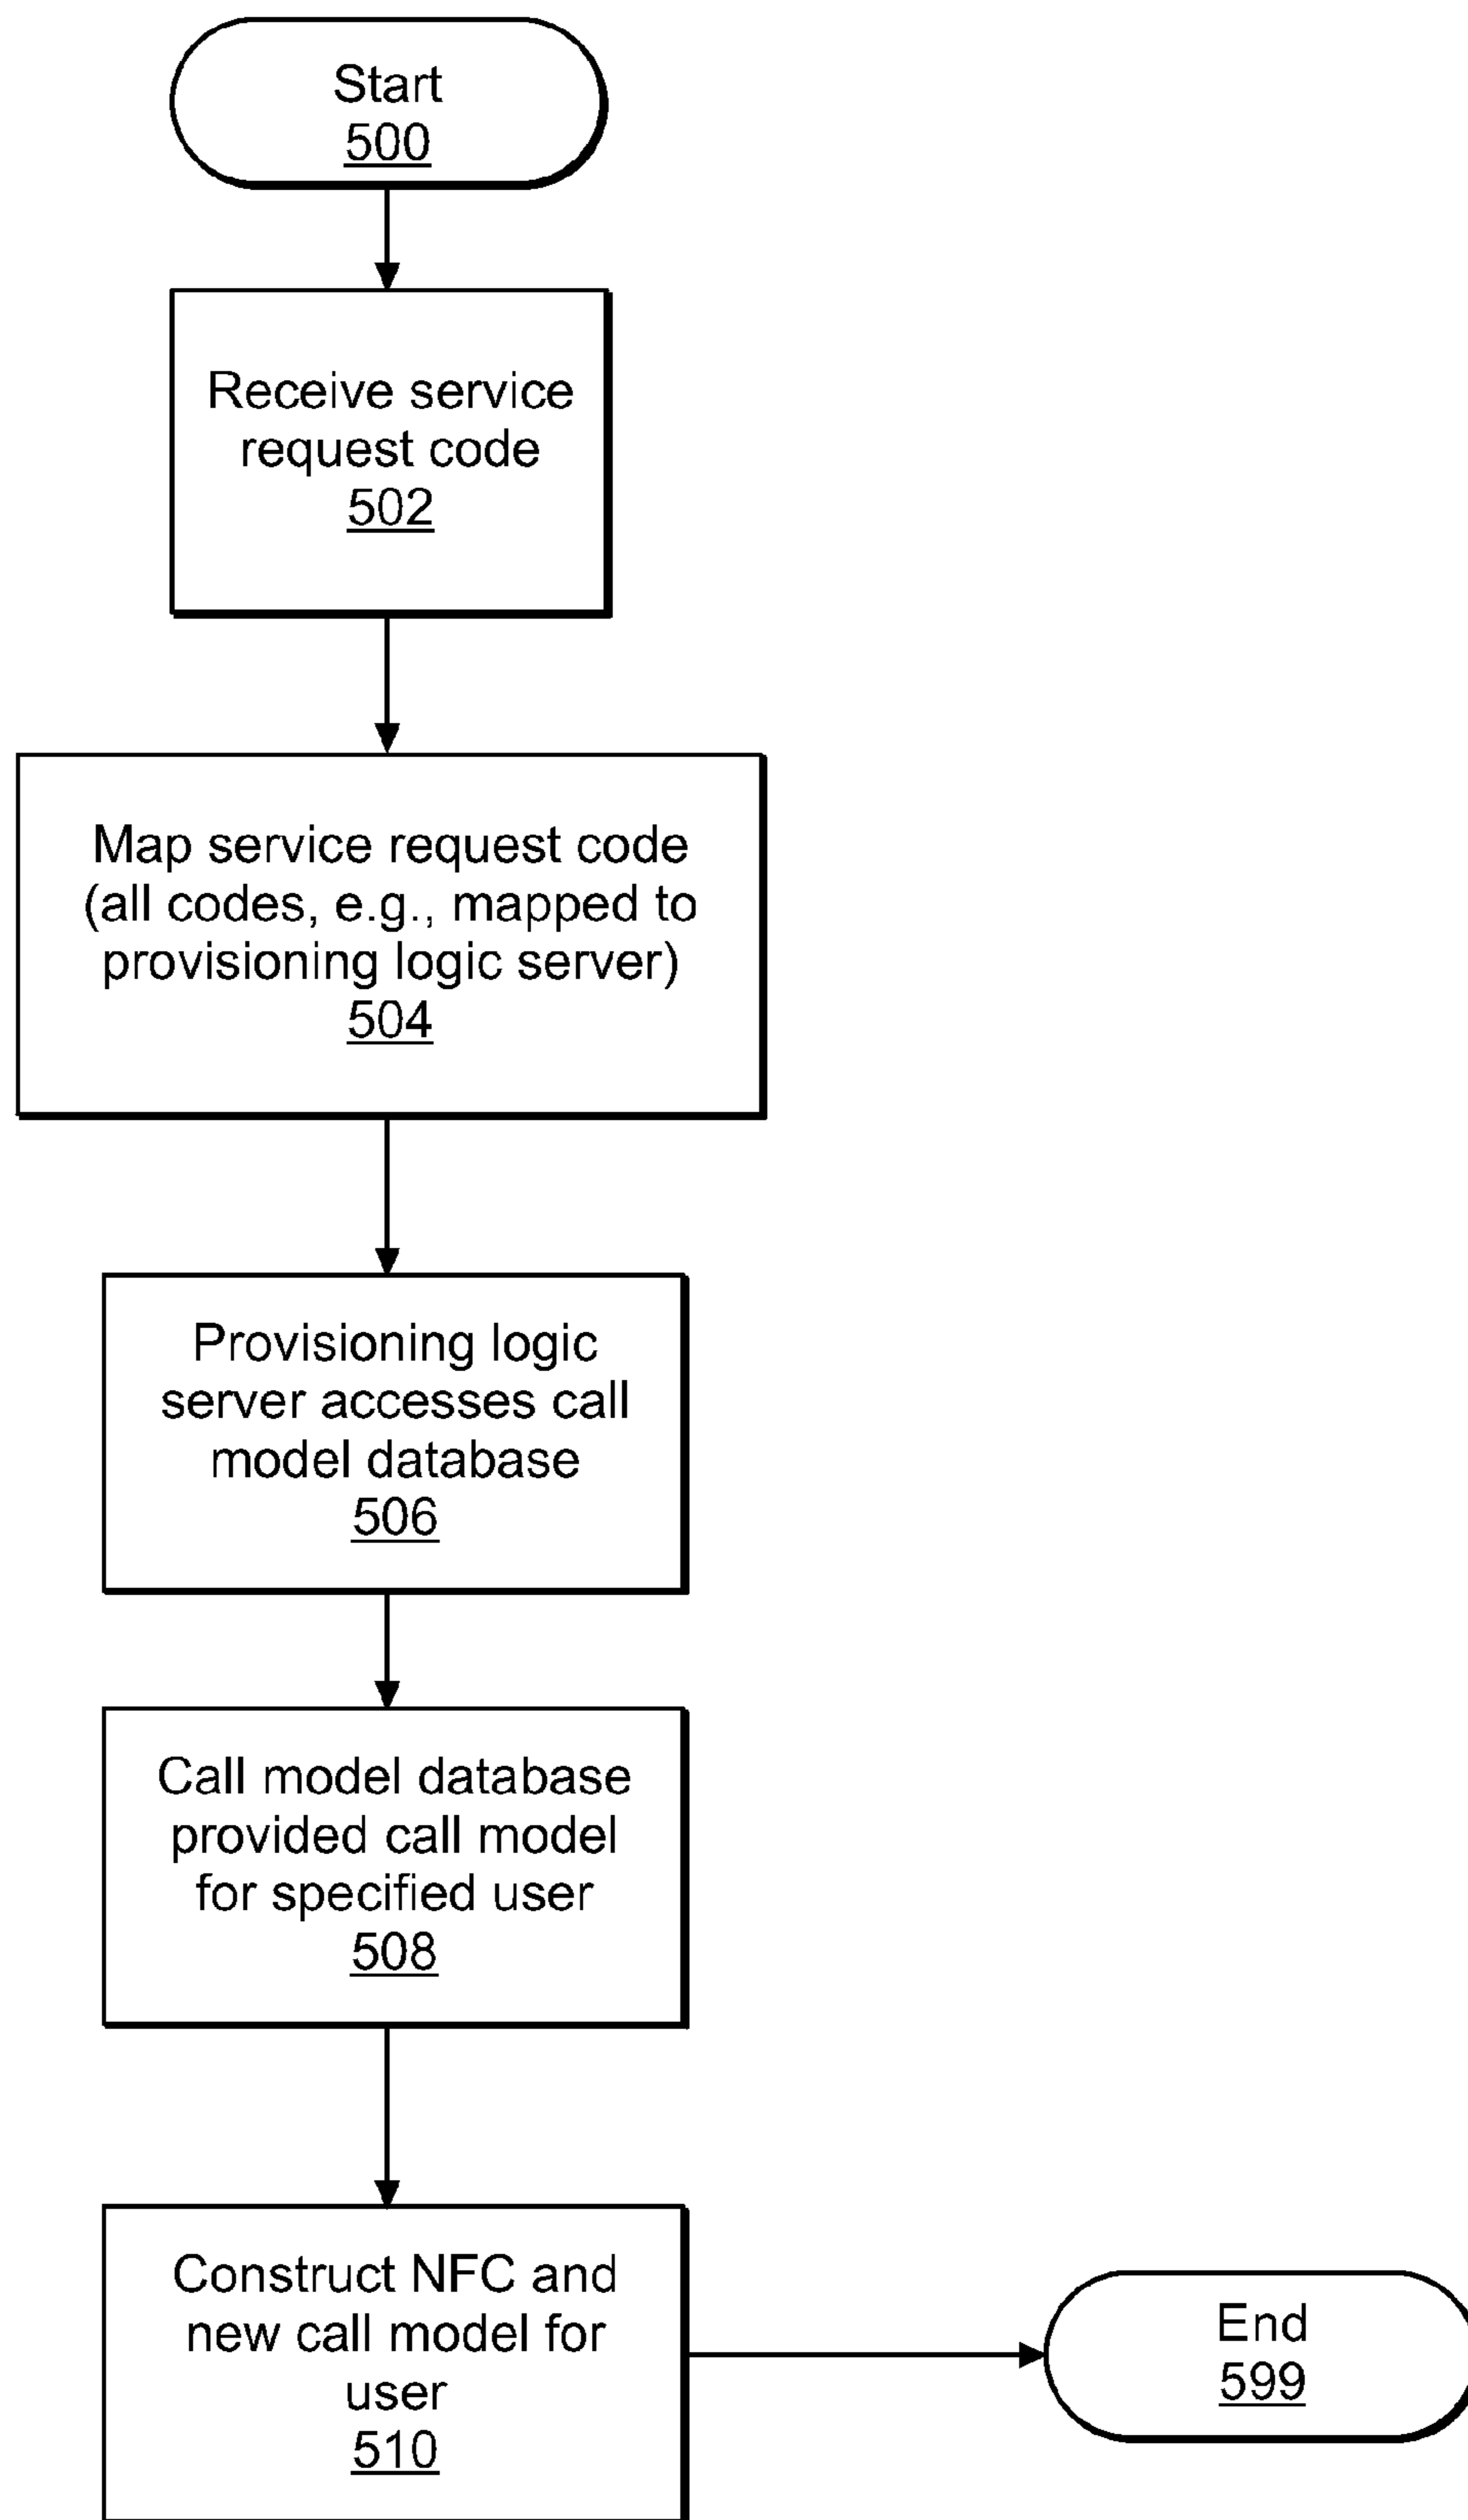 Start
500
Receive service
request code
502
Map service request code
(all codes, e.g., mapped to
provisioning logic server)
504
Provisioning logic
server accesses call
model database
506
Call model database
provided call model
for specified user
508
Construct NFC and
new call model for
user
510
End
599